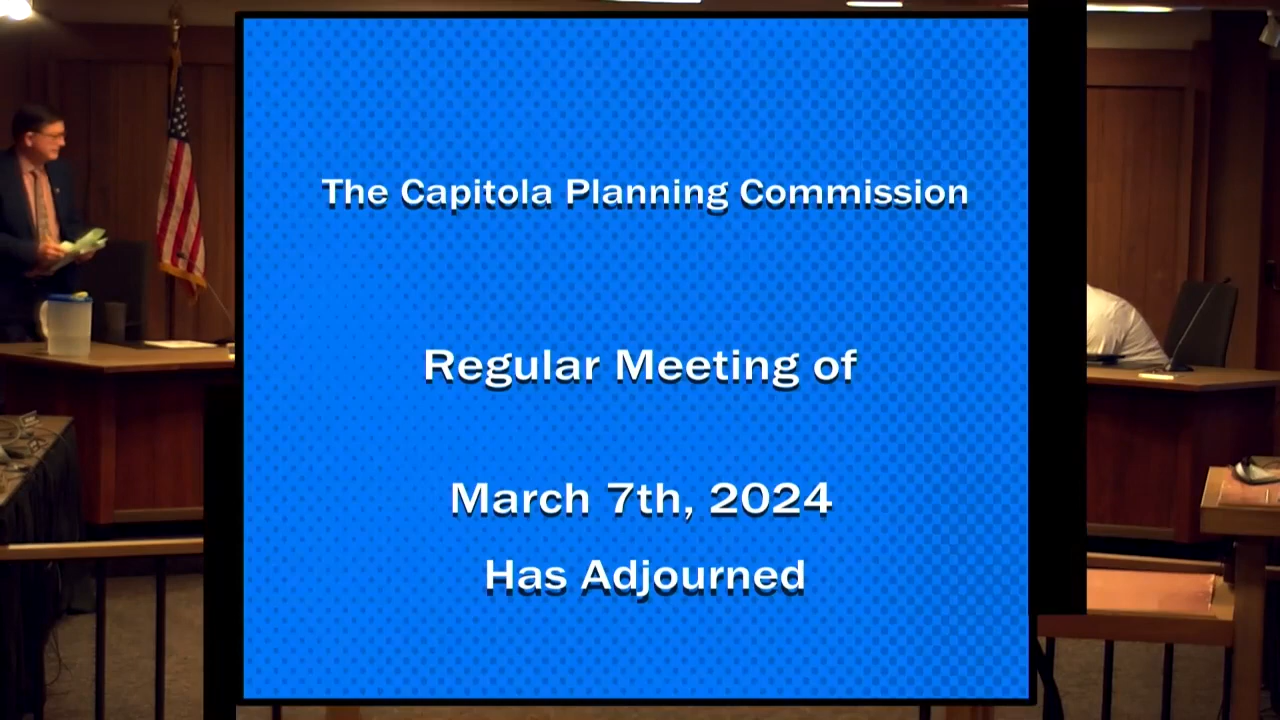 The Capitola Planning Commission
Regular Meeting of
March 7th, 2024
Has Adjourned